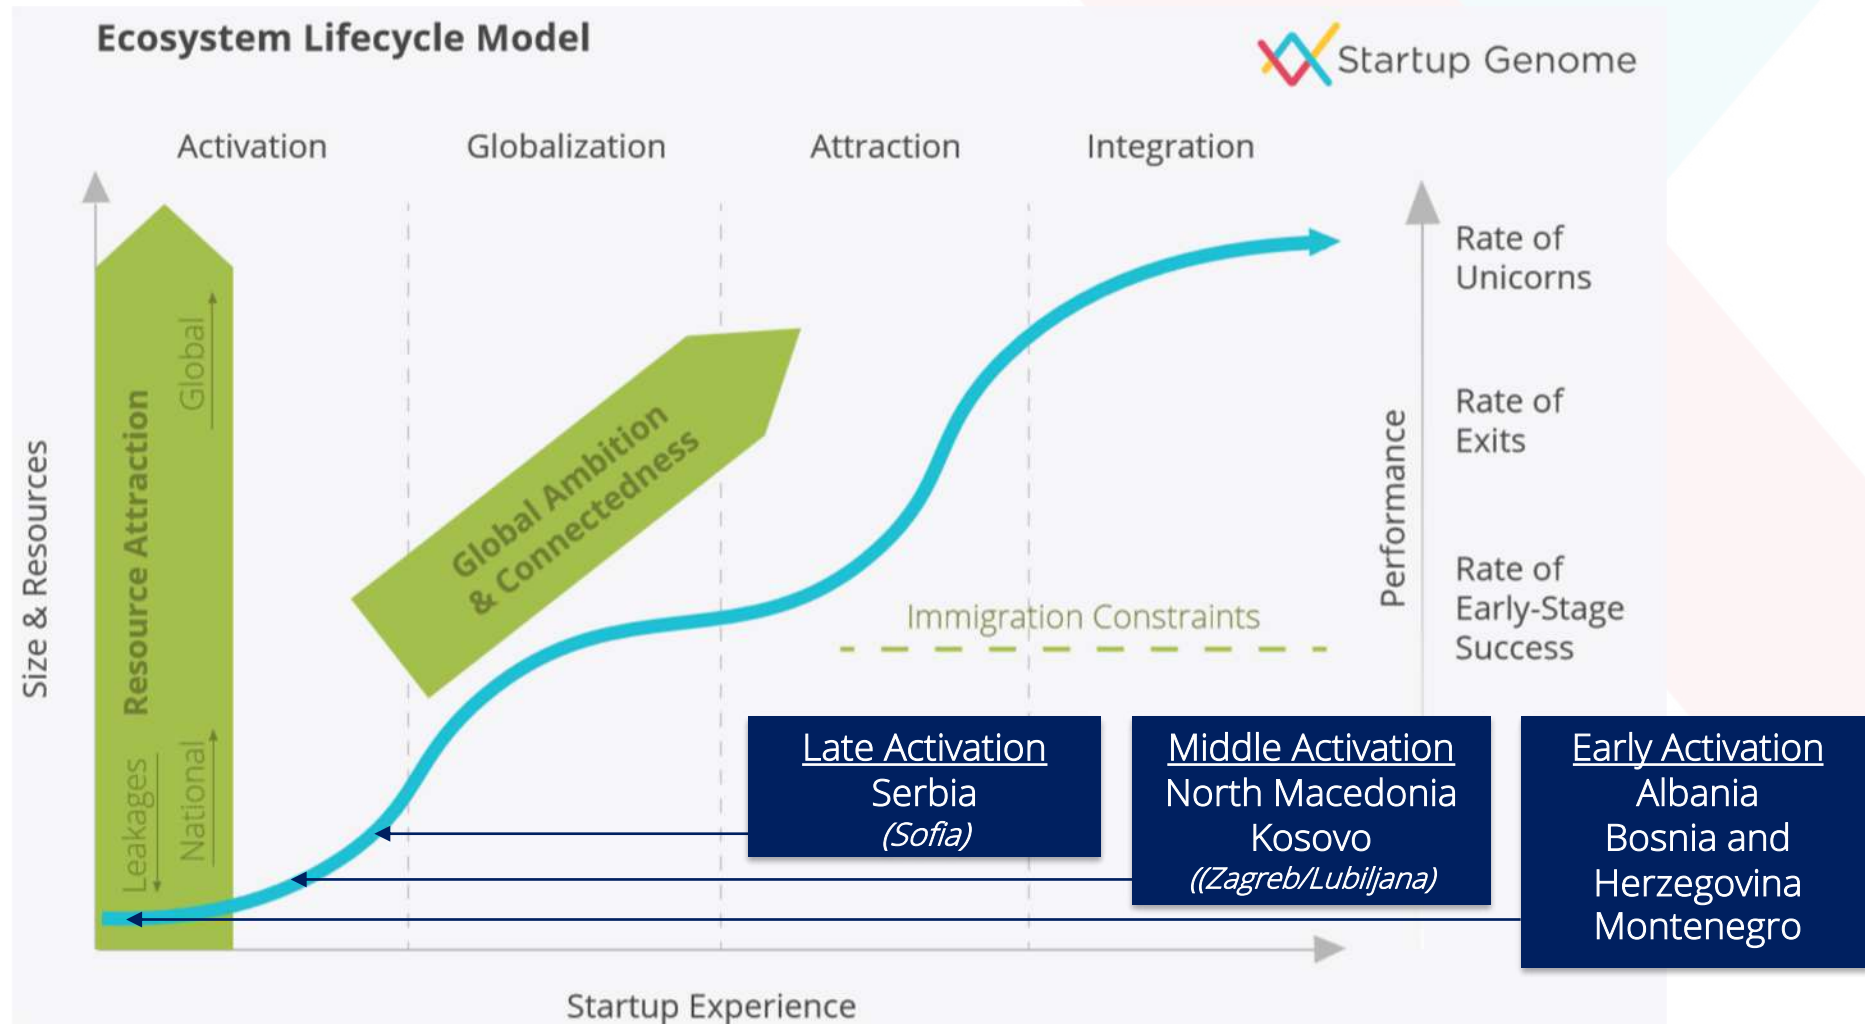 Ecosystem Lifecycle Model
Startup Genome
Activation
Globalization
Attraction
Integration
Size & Resources
Resource Attraction
Global
Leakages
National
Global Ambition
& Connectedness
Immigration Constraints
Performance
Rate of
Unicorns
Rate of
Exits
Rate of
Early-Stage
Success
Late Activation
Serbia
(Sofia)
Middle Activation
North Macedonia
Kosovo
((Zagreb/Lubiljana)
Early Activation
Albania
Bosnia and
Herzegovina
Montenegro
Startup Experience